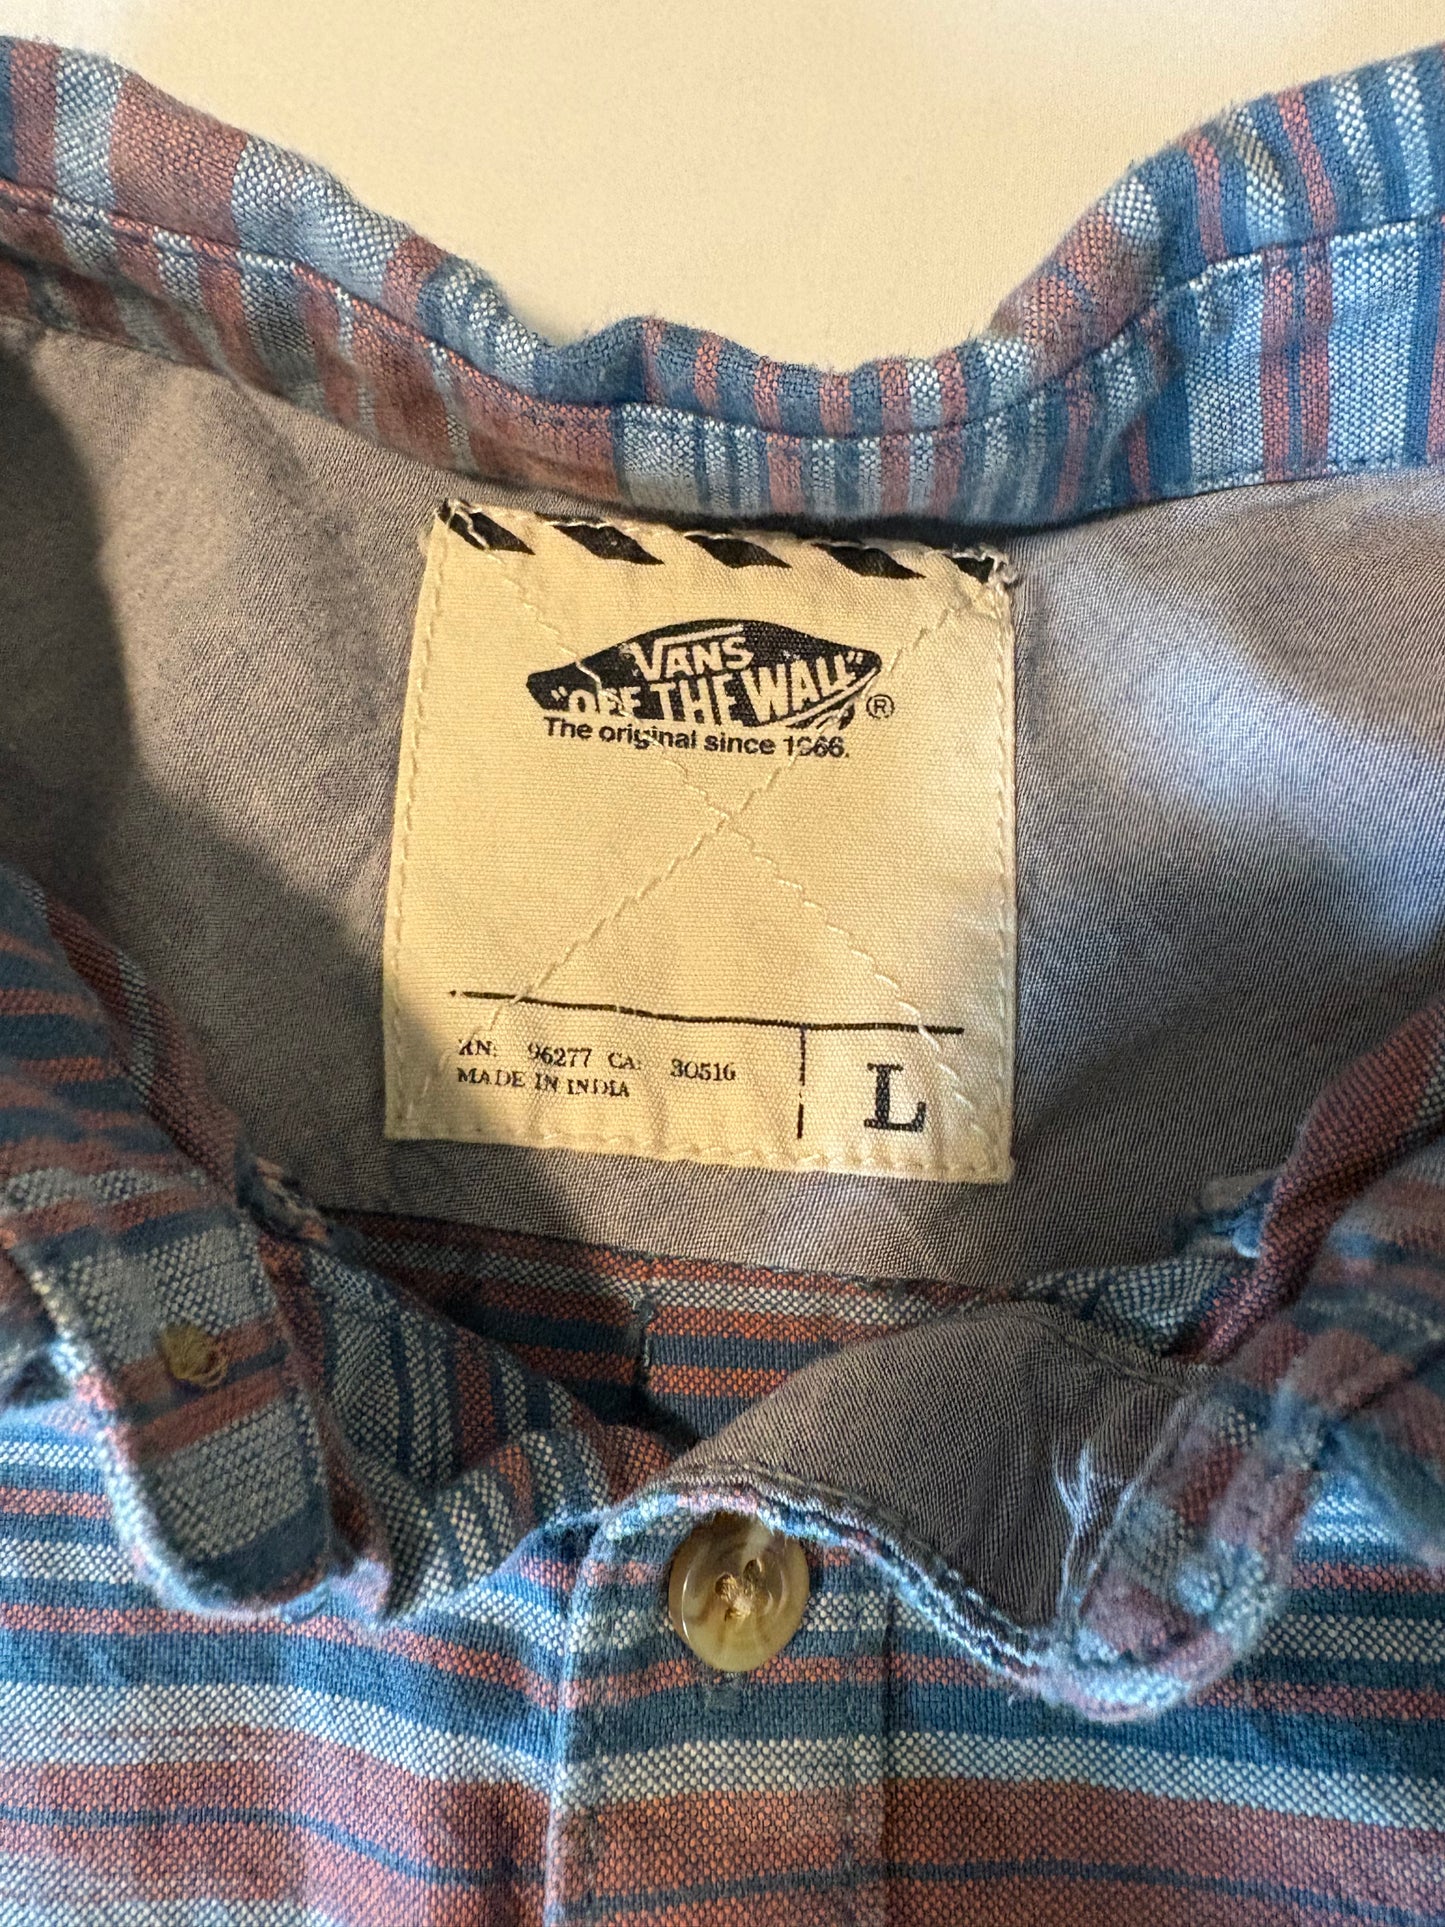 VANS
"OFF THE WALL" ®
The original since 1966.
RN: 96277 CA: 30516
MADE IN INDIA
L